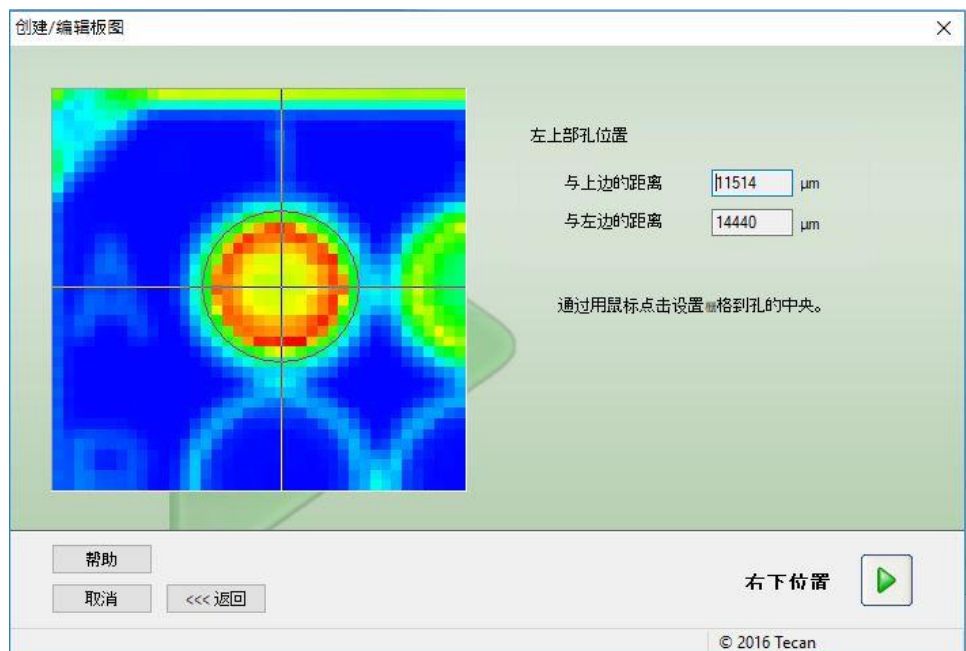 创建/编辑板图
左上部孔位置
与上边的距离 11514 μm
与左边的距离 14440 μm
通过用鼠标点击设置 格到孔的中央。
帮助
取消 <<< 返回
右下位置
© 2016 Tecan